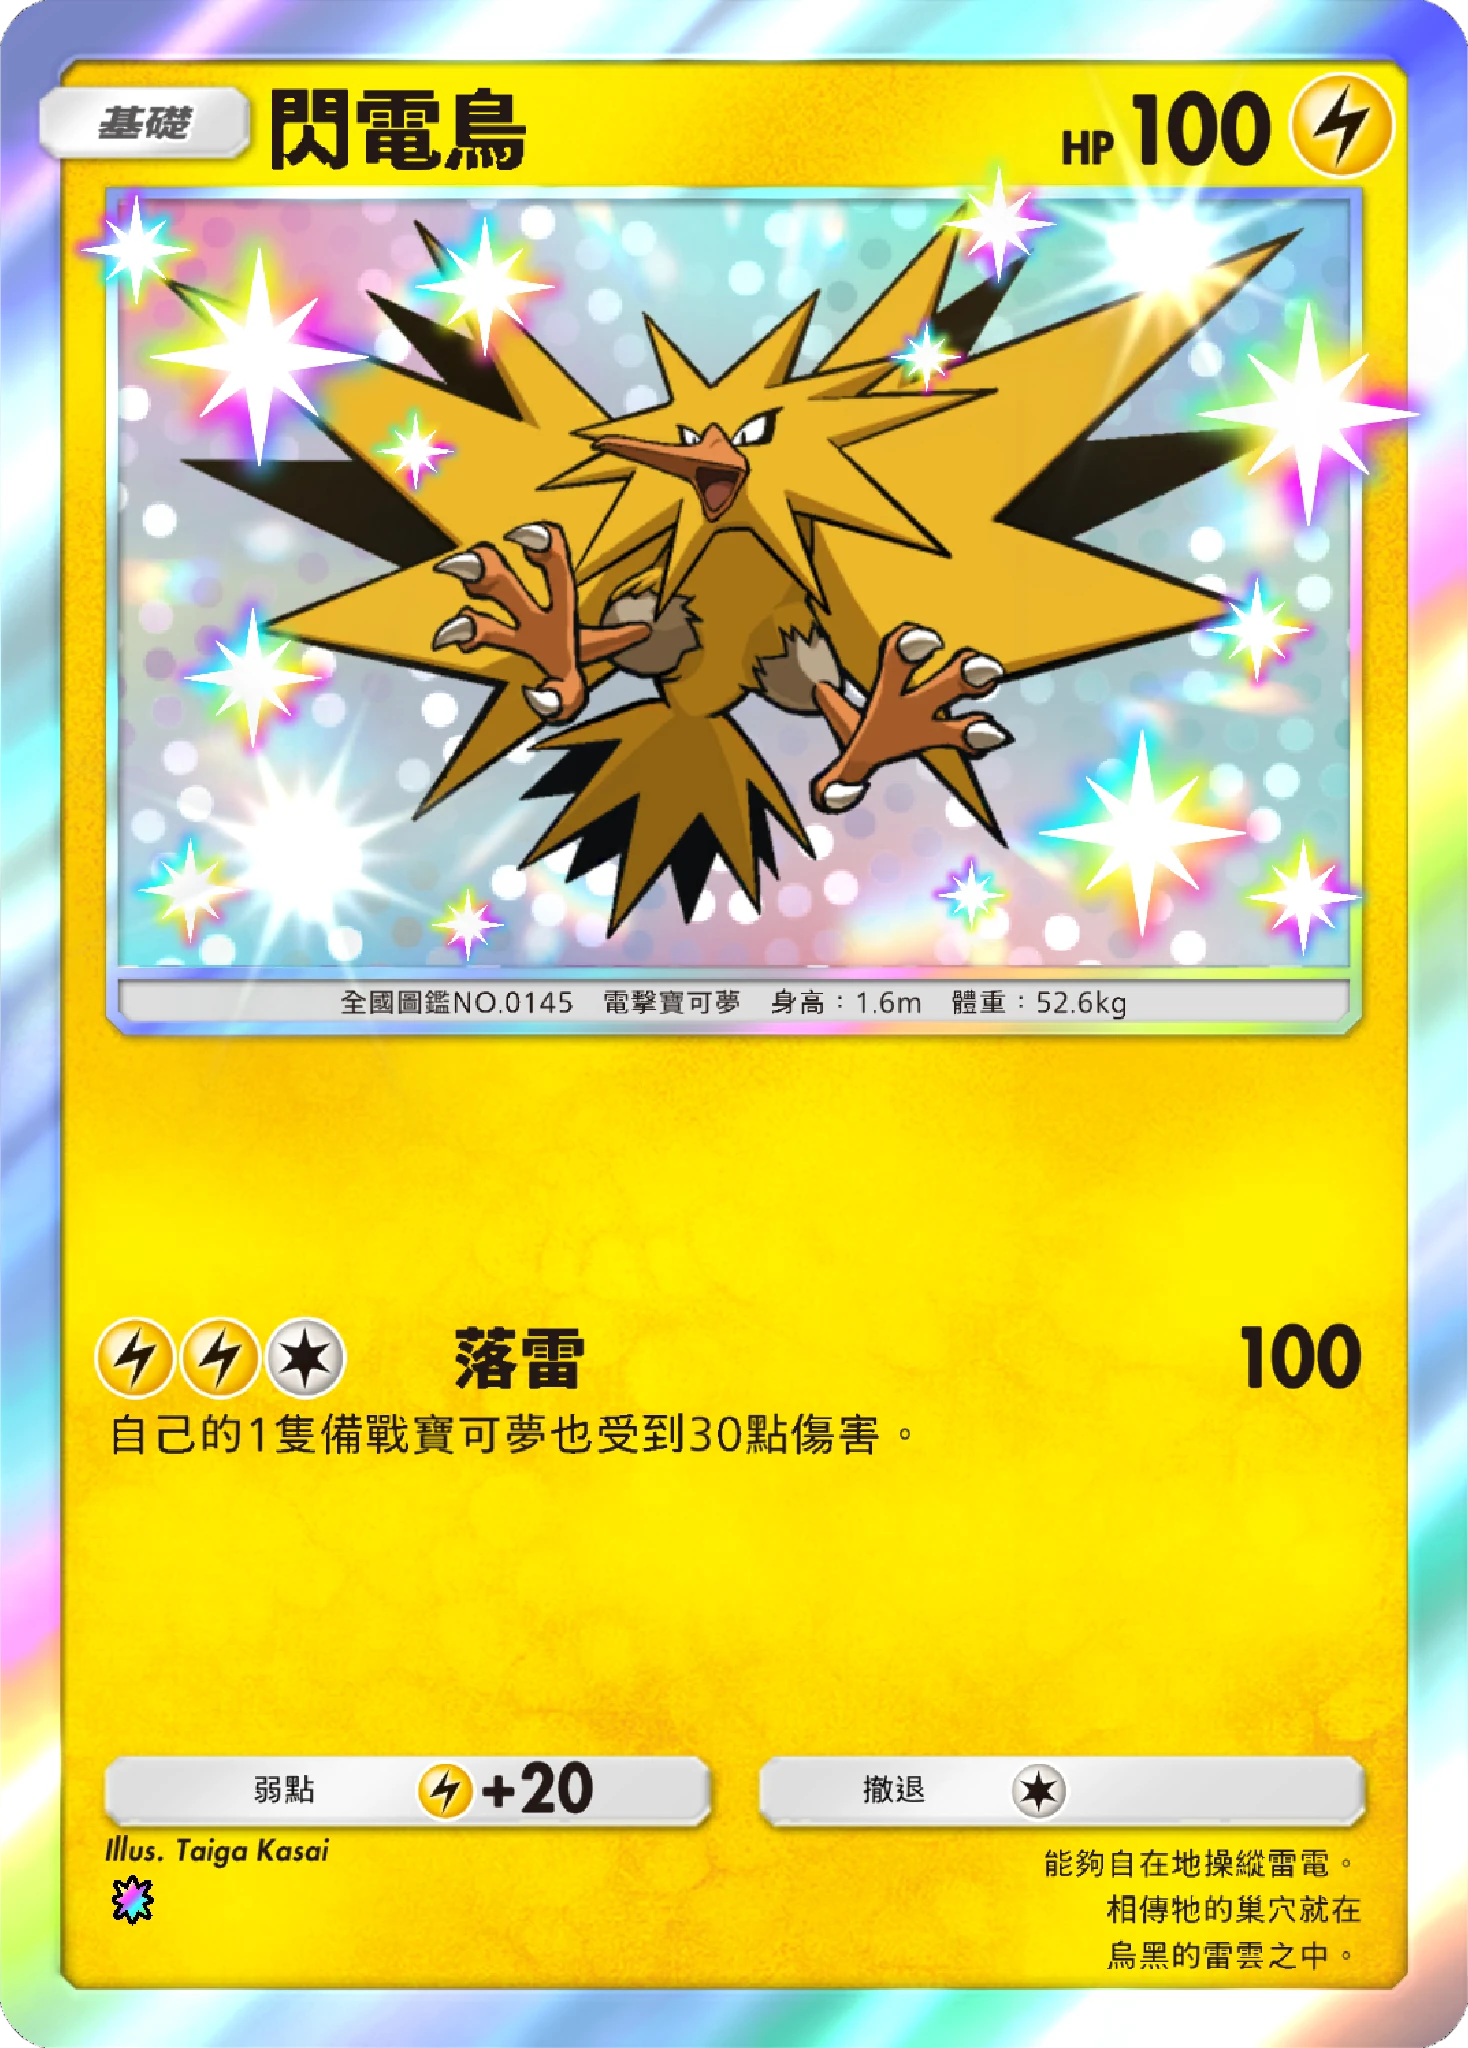 基礎 閃電鳥 HP 100
全國圖鑑NO.0145 電擊寶可夢 身高：1.6m 體重：52.6kg
落雷 100
自己的1隻備戰寶可夢也受到30點傷害。
弱點 +20 撤退
Illus. Taiga Kasai
能夠自在地操縱雷電。
相傳牠的巢穴就在
烏黑的雷雲之中。